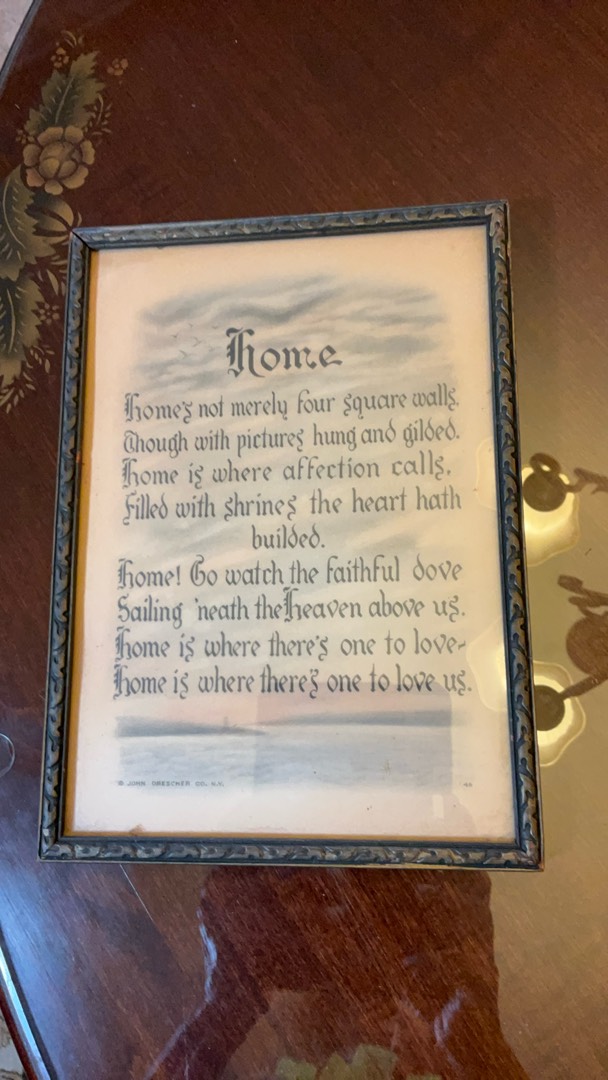 Home
Home's not merely four square walls,
Though with pictures hung and gilded.
Home is where affection calls,
Filled with shrines the heart hath
builded.
Home! Go watch the faithful dove
Sailing 'neath the Heaven above us.
Home is where there's one to love-
Home is where there's one to love us.
© JOHN DRESCHER CO., N.Y.